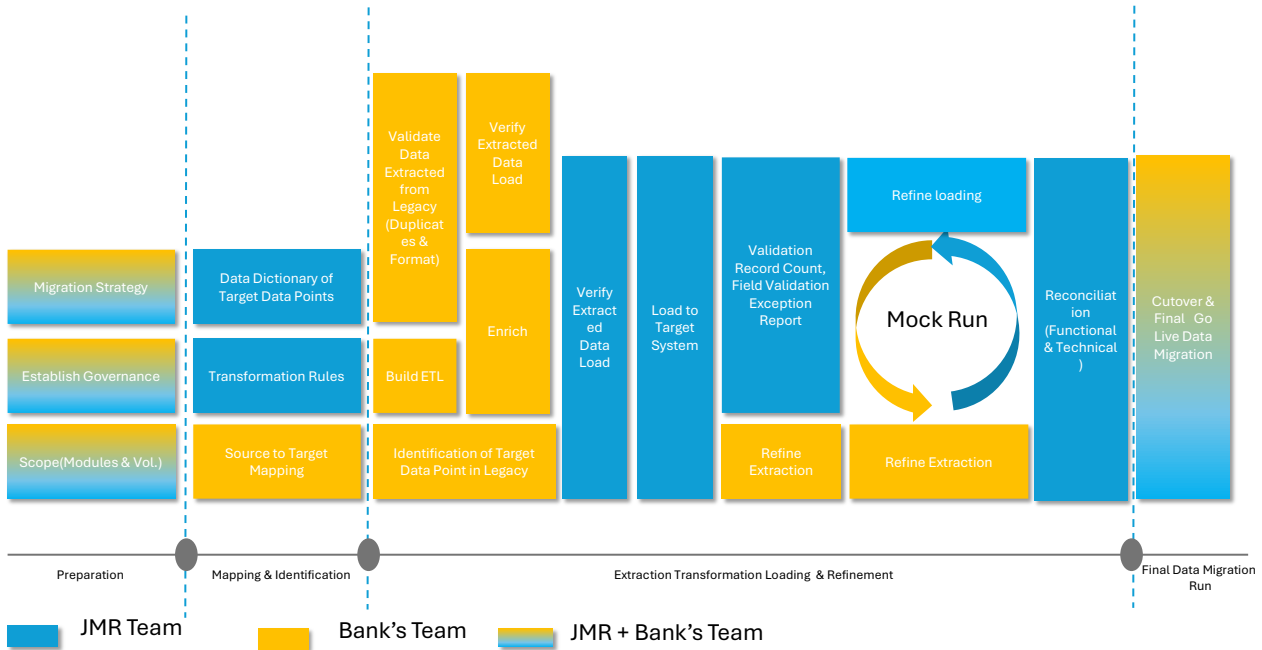 Migration Strategy
Establish Governance
Scope(Modules & Vol.)
Data Dictionary of
Target Data Points
Transformation Rules
Source to Target
Mapping
Validate
Data
Extracted
from
Legacy
(Duplicat
es &
Format)
Build ETL
Verify
Extracted
Data
Load
Enrich
Identification of Target
Data Point in Legacy
Verify
Extract
ed
Data
Load
Load to
Target
System
Validation
Record Count,
Field Validation
Exception
Report
Refine
Extraction
Refine loading
Mock Run
Refine Extraction
Reconciliat
ion
(Functional
& Technical
)
Cutover &
Final Go
Live Data
Migration
Preparation
Mapping & Identification
Extraction Transformation Loading & Refinement
Final Data Migration
Run
JMR Team
Bank's Team
JMR + Bank's Team